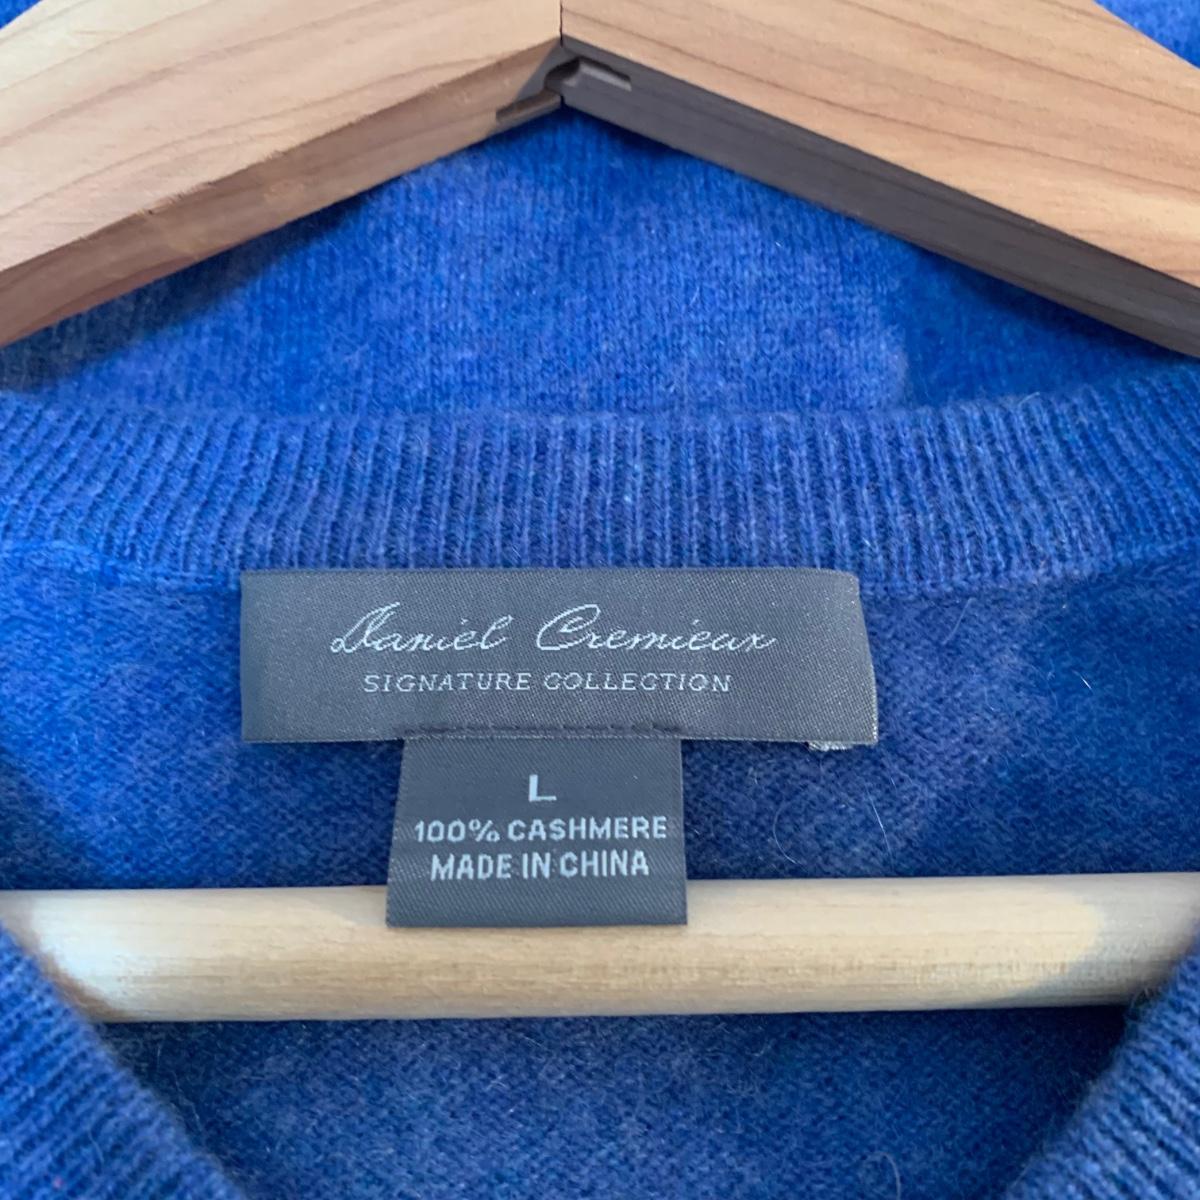 Daniel Cremieux
SIGNATURE COLLECTION
L
100% CASHMERE
MADE IN CHINA